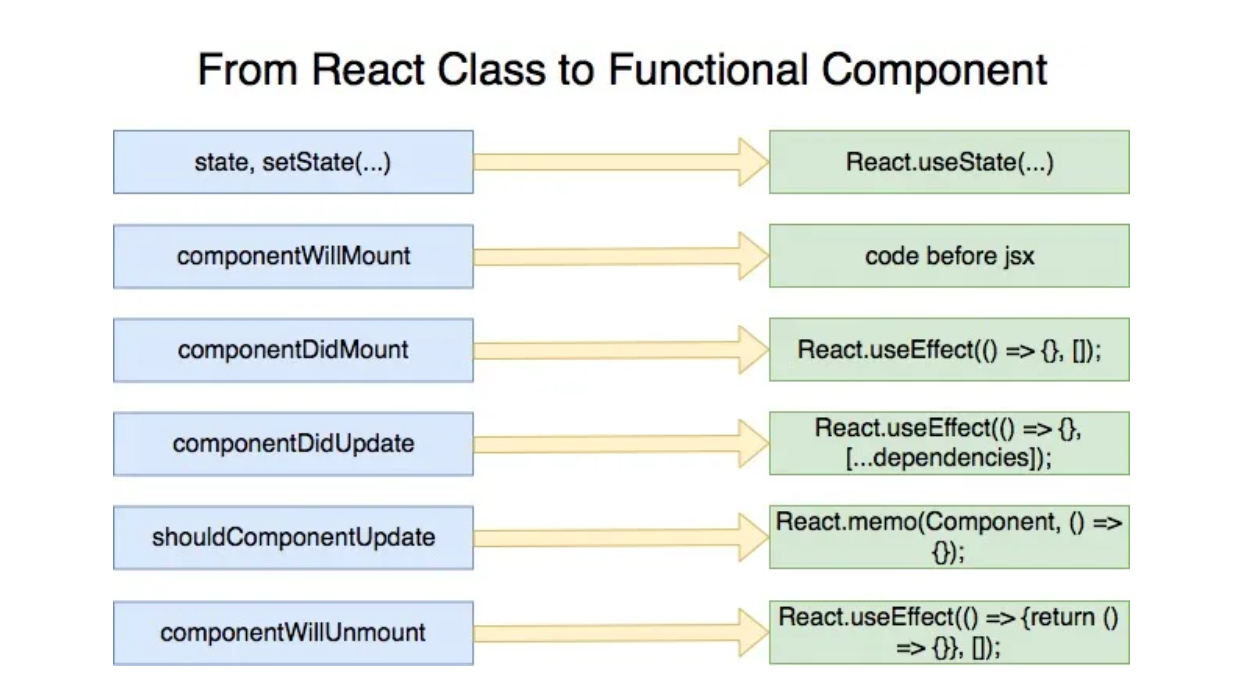 From React Class to Functional Component
state, setState(...)
React.useState(...)
componentWillMount
code before jsx
componentDidMount
React.useEffect(() => {}, []);
componentDidUpdate
React.useEffect(() => {},
[...dependencies]);
shouldComponentUpdate
React.memo(Component, () =>
{});
componentWillUnmount
React.useEffect(() => {return ()
=> {}}, []);